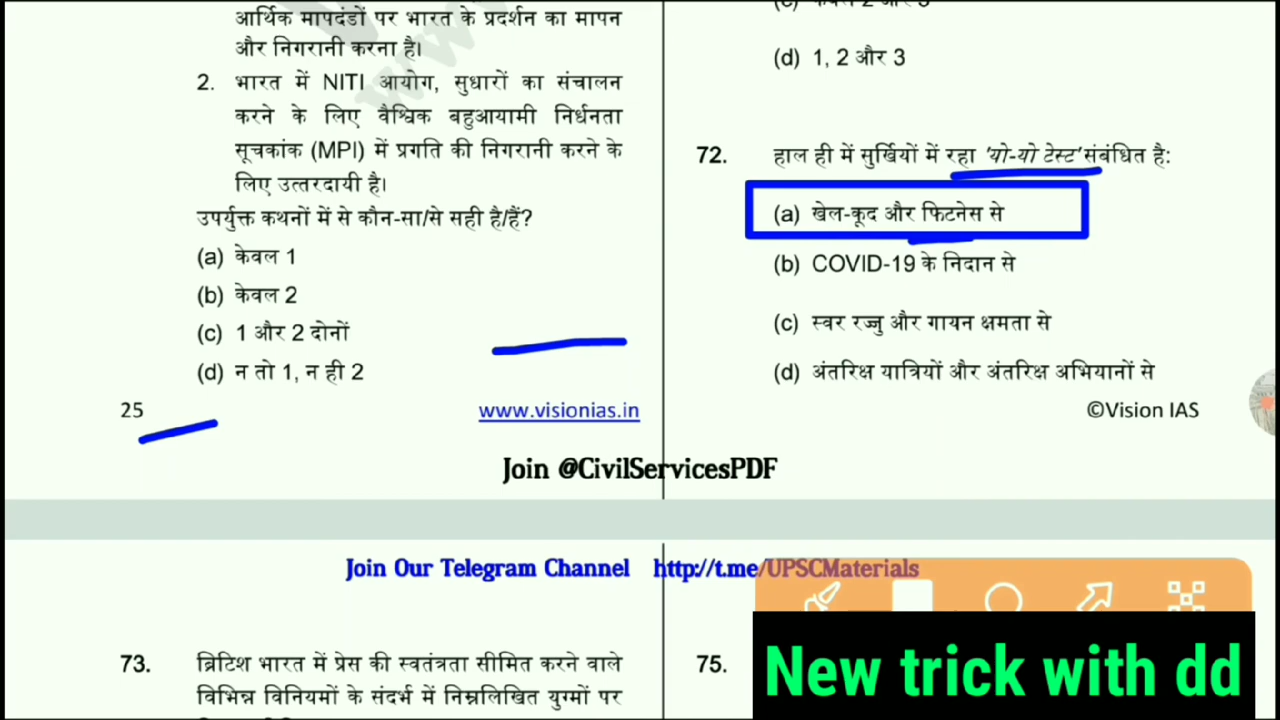 आर्थिक मापदंडों पर भारत के प्रदर्शन का मापन
और निगरानी करना है।
2. भारत में NITI आयोग, सुधारों का संचालन
करने के लिए वैश्विक बहुआयामी निर्धनता
सूचकांक (MPI) में प्रगति की निगरानी करने के
लिए उत्तरदायी है।
उपर्युक्त कथनों में से कौन-सा/से सही है/हैं?
(a) केवल 1
(b) केवल 2
(c) 1 और 2 दोनों
(d) न तो 1, न ही 2
(d) 1, 2 और 3
72. हाल ही में सुर्खियों में रहा 'यो-यो टेस्ट' संबंधित है:
(a) खेल-कूद और फिटनेस से
(b) COVID-19 के निदान से
(c) स्वर रज्जु और गायन क्षमता से
(d) अंतरिक्ष यात्रियों और अंतरिक्ष अभियानों से
25 www.visionias.in ©Vision IAS
Join @CivilServicesPDF
Join Our Telegram Channel http://t.me/UPSCMaterials
73. ब्रिटिश भारत में प्रेस की स्वतंत्रता सीमित करने वाले
विभिन्न विनियमों के संदर्भ में निम्नलिखित युग्मों पर
75.
New trick with dd